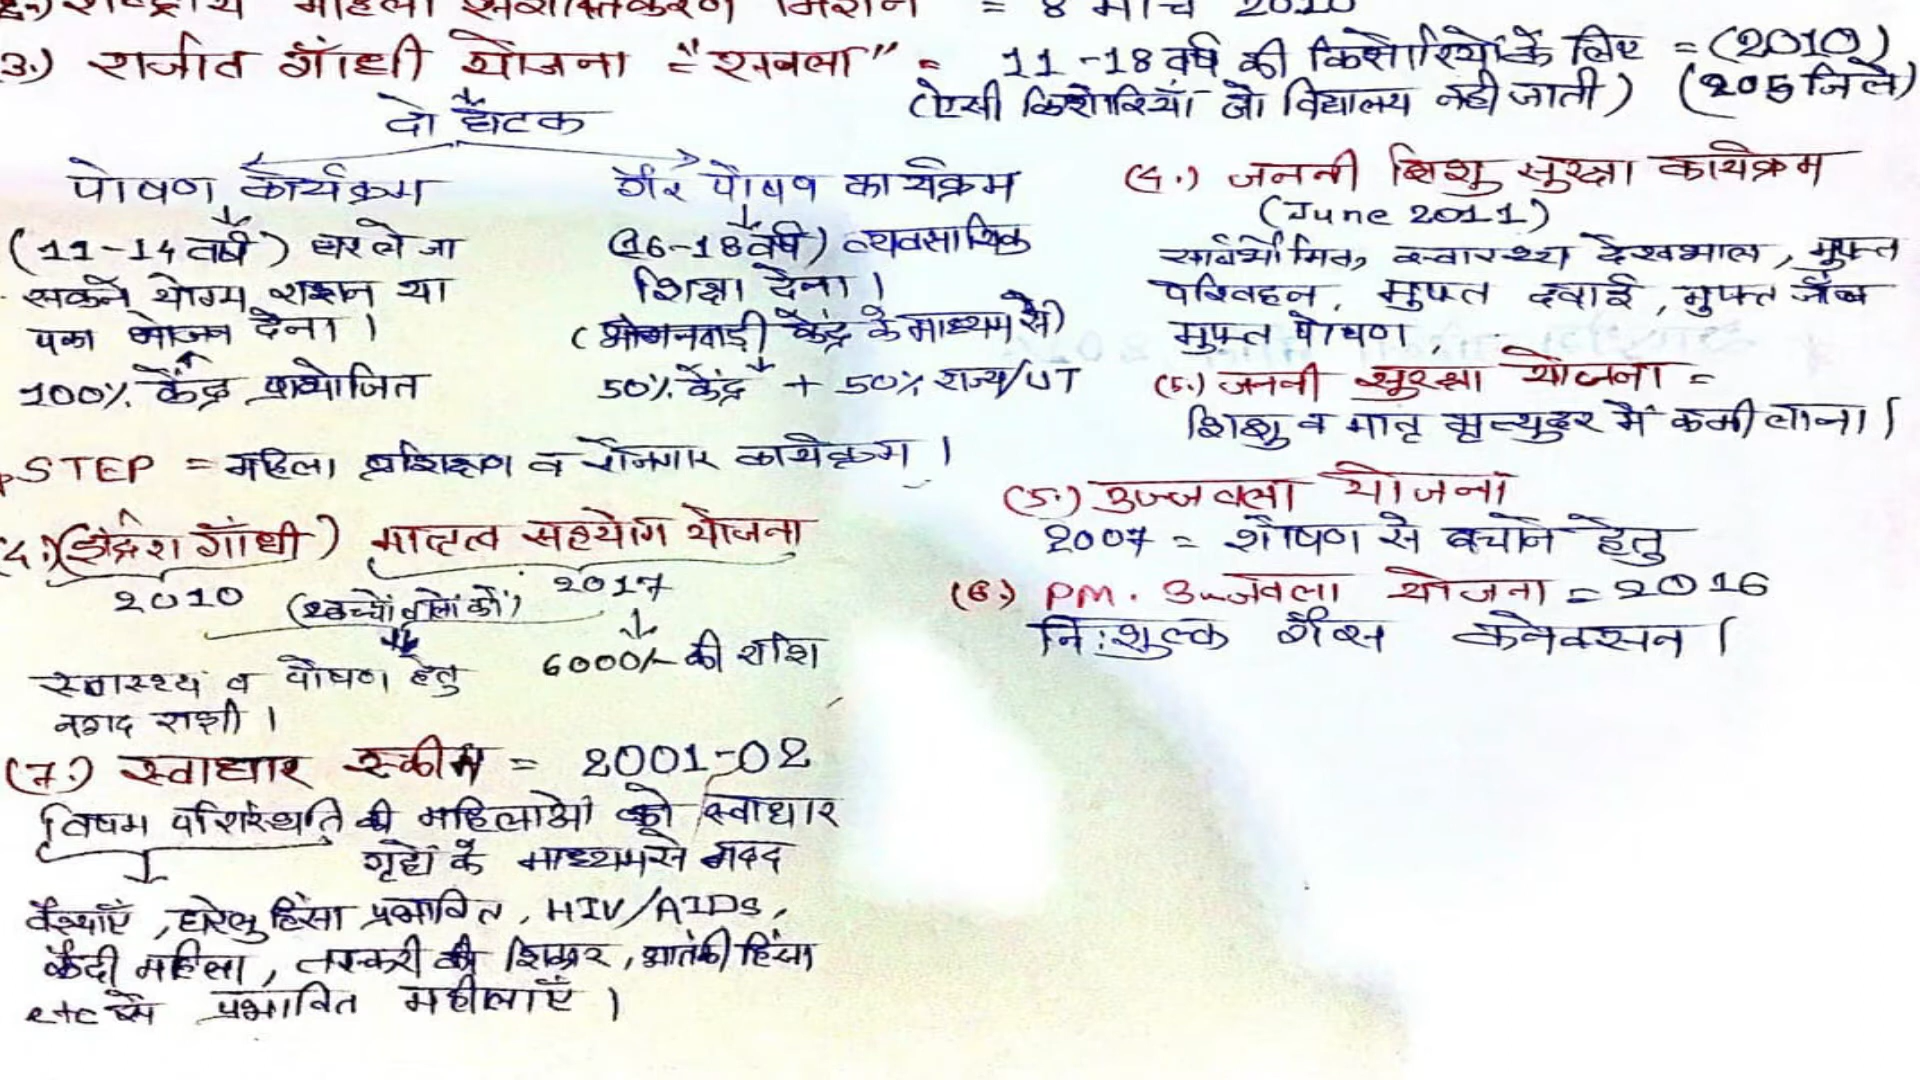 2.) राष्ट्रीय महिला सशक्तिकरण मिशन = 8 मार्च 2010
3.) राजीव गाँधी योजना = "सबला" = 11-18 वर्ष की किशोरियों के लिए = (2010)
(ऐसी किशोरियाँ जो विद्यालय नही जाती) (205 जिले)
दो घटक
पोषण कार्यक्रम
(11-14 वर्ष) घर ले जा
सकने योग्य राशन या
पका भोजन देना।
100% केंद्र प्रायोजित
गैर पोषण कार्यक्रम
(16-18 वर्ष) व्यवसायिक
शिक्षा देना।
(आंगनवाड़ी केंद्र के माध्यम से)
50% केंद्र + 50% राज्य/UT
(4.) जननी शिशु सुरक्षा कार्यक्रम
(June 2011)
सार्वभौमिक स्वास्थ्य देखभाल, मुफ्त
परिवहन, मुफ्त दवाई, मुफ्त जाँच
मुफ्त पोषण,
(5.) जननी सुरक्षा योजना =
शिशु व मातृ मृत्युदर में कमी लाना।
STEP = महिला प्रशिक्षण व रोजगार कार्यक्रम।
(5.) उज्जवला योजना
2007 = शोषण से बचाने हेतु
(6.) PM. उज्जवला योजना = 2016
निःशुल्क गैस कनेक्सन।
4.) (इंदिरा गाँधी) मातृत्व सहयोग योजना
2010 (2 बच्चों वालों को) 2017
6000/- की राशि
स्वास्थ्य व पोषण हेतु
नगद राशी।
(7.) स्वाधार स्कीम = 2001-02
विषम परिस्थिति की महिलाओं को स्वाधार
गृहों के माध्यम से मदद
वैश्याएँ, घरेलु हिंसा प्रभावित, HIV/AIDS,
कैदी महिला, तस्करी की शिकार, आतंकी हिंसा
etc से प्रभावित महीलाएँ।